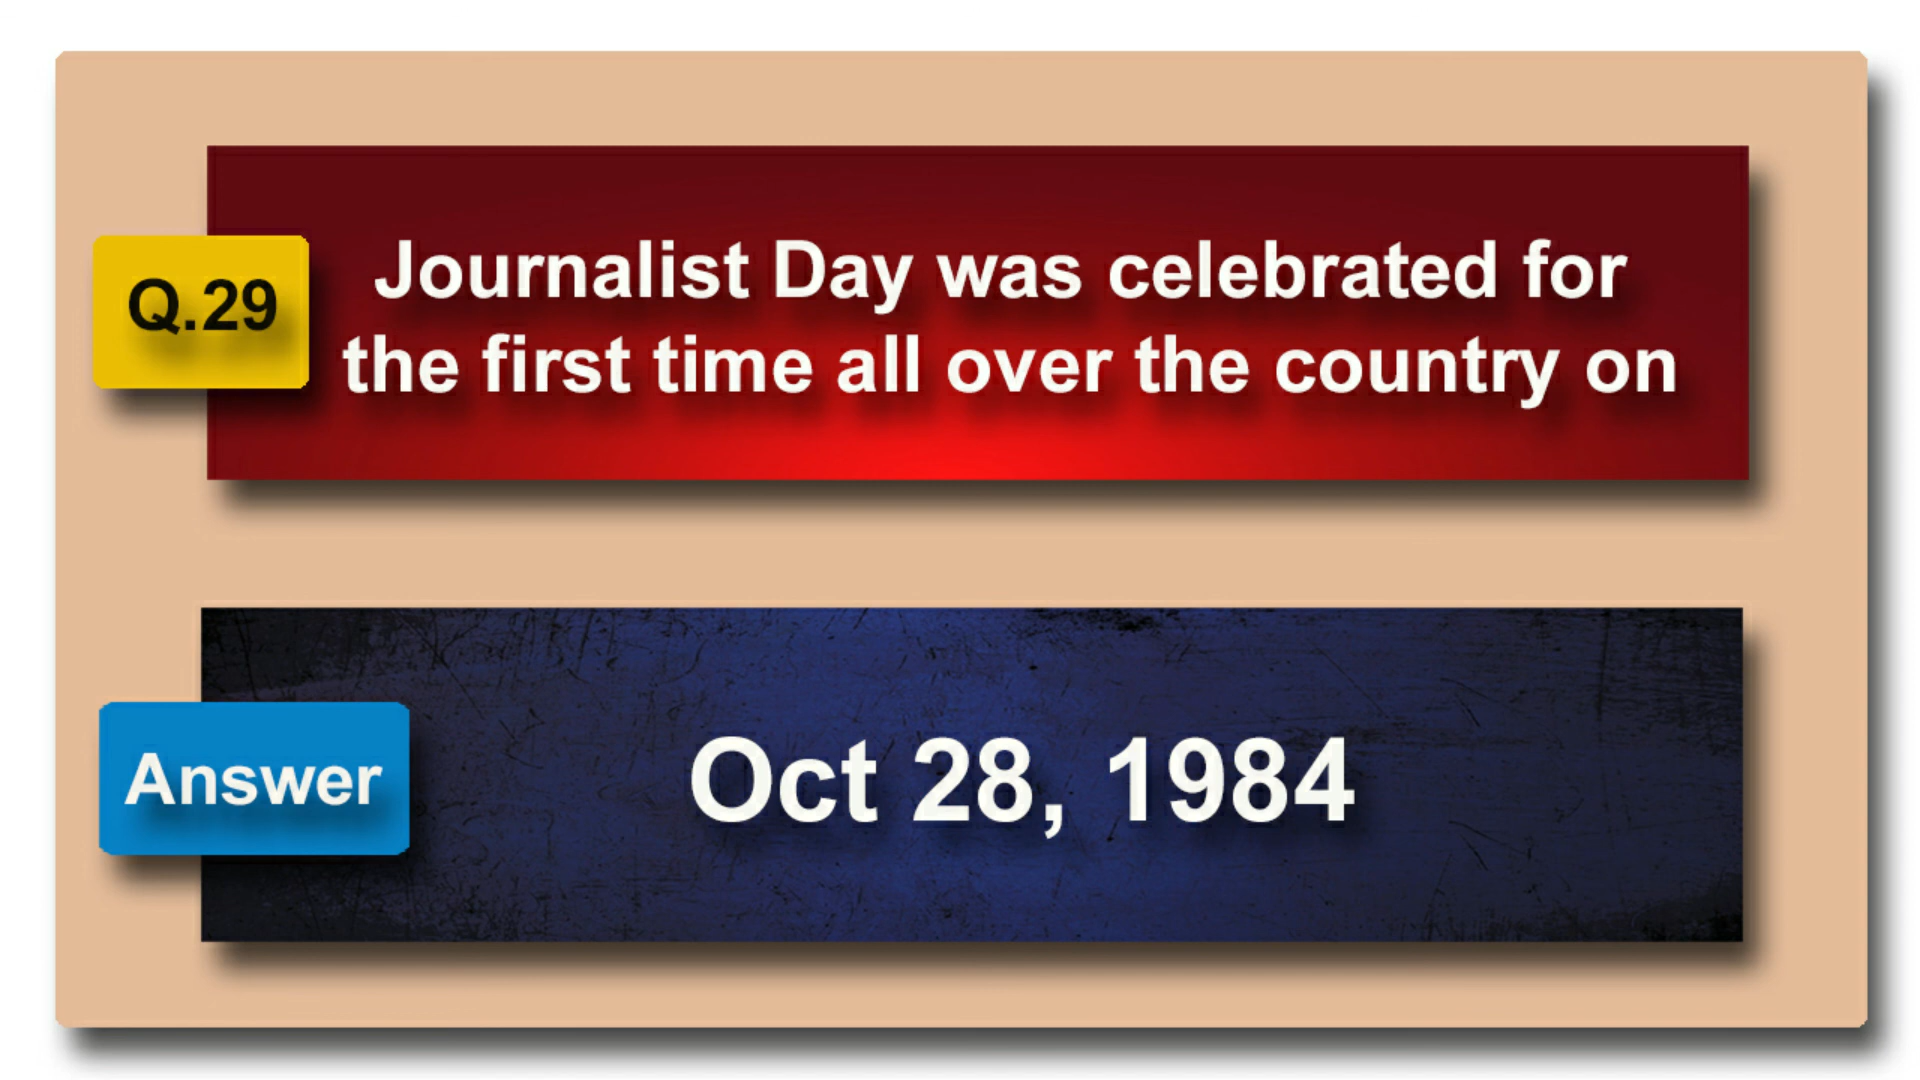 Q.29
Journalist Day was celebrated for
the first time all over the country on
Answer
Oct 28, 1984